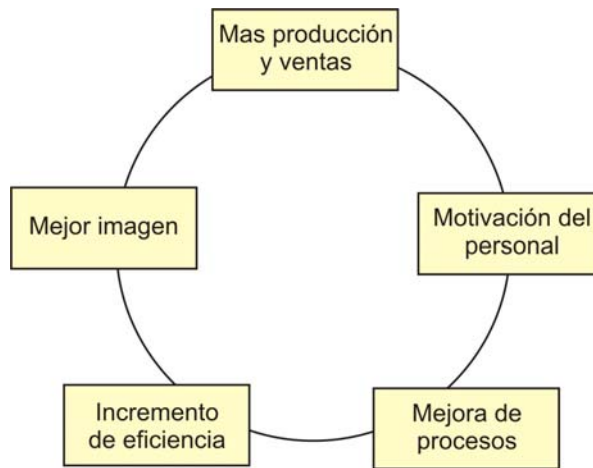 Mas producción
y ventas
Motivación del
personal
Mejora de
procesos
Incremento
de eficiencia
Mejor imagen